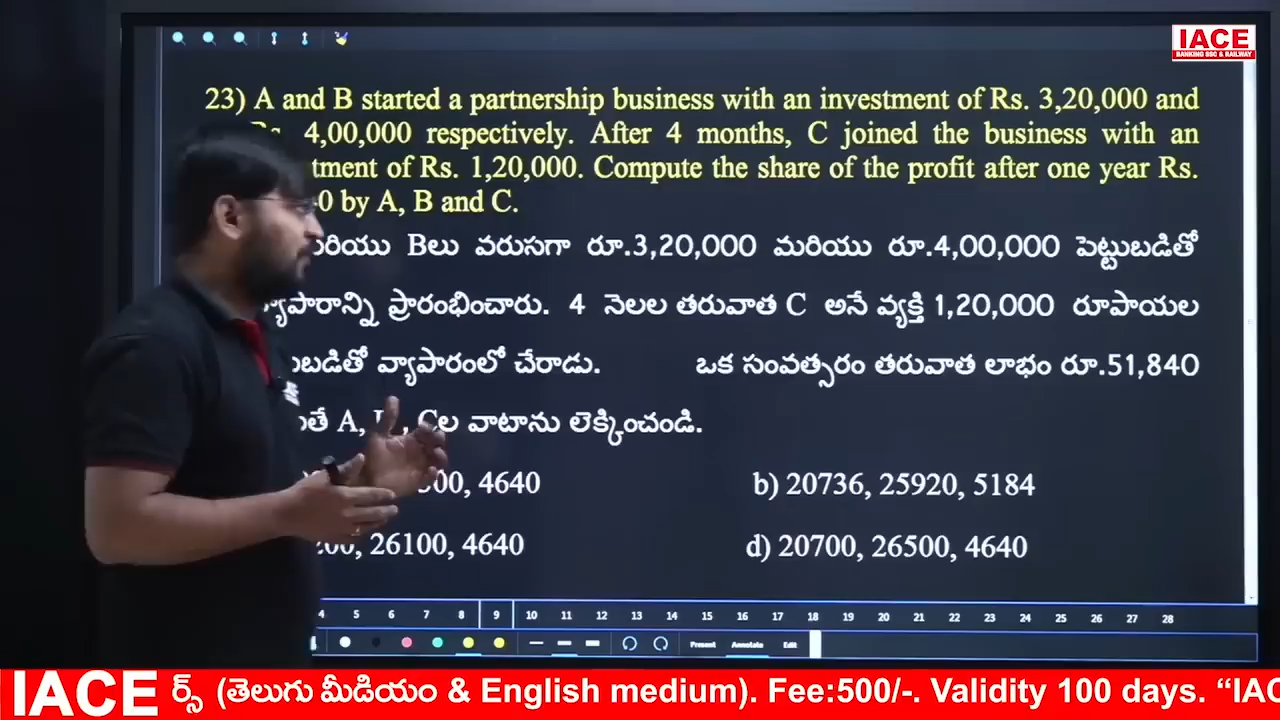 IACE
BANKING SSC & RAILWAY
23) A and B started a partnership business with an investment of Rs. 3,20,000 and
4,00,000 respectively. After 4 months, C joined the business with an
tment of Rs. 1,20,000. Compute the share of the profit after one year Rs.
0 by A, B and C.
రియు Bలు వరుసగా రూ.3,20,000 మరియు రూ.4,00,000 పెట్టుబడితో
వ్యాపారాన్ని ప్రారంభించారు. 4 నెలల తరువాత C అనే వ్యక్తి 1,20,000 రూపాయల
బడితో వ్యాపారంలో చేరాడు. ఒక సంవత్సరం తరువాత లాభం రూ.51,840
తే A, , Cల వాటాను లెక్కించండి.
00, 4640 b) 20736, 25920, 5184
200, 26100, 4640 d) 20700, 26500, 4640
4 5 6 7 8 9 10 11 12 13 14 15 16 17 18 19 20 21 22 23 24 25 26 27 28
Present Annotate Edit
IACE ర్స్ (తెలుగు మీడియం & English medium). Fee:500/-. Validity 100 days. “IAC